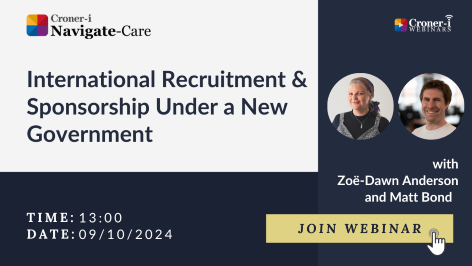 Croner-i
Navigate-Care
Croner-i
WEBINARS
International Recruitment &
Sponsorship Under a New
Government
with
Zoë-Dawn Anderson
and Matt Bond
TIME: 13:00
DATE: 09/10/2024
JOIN WEBINAR